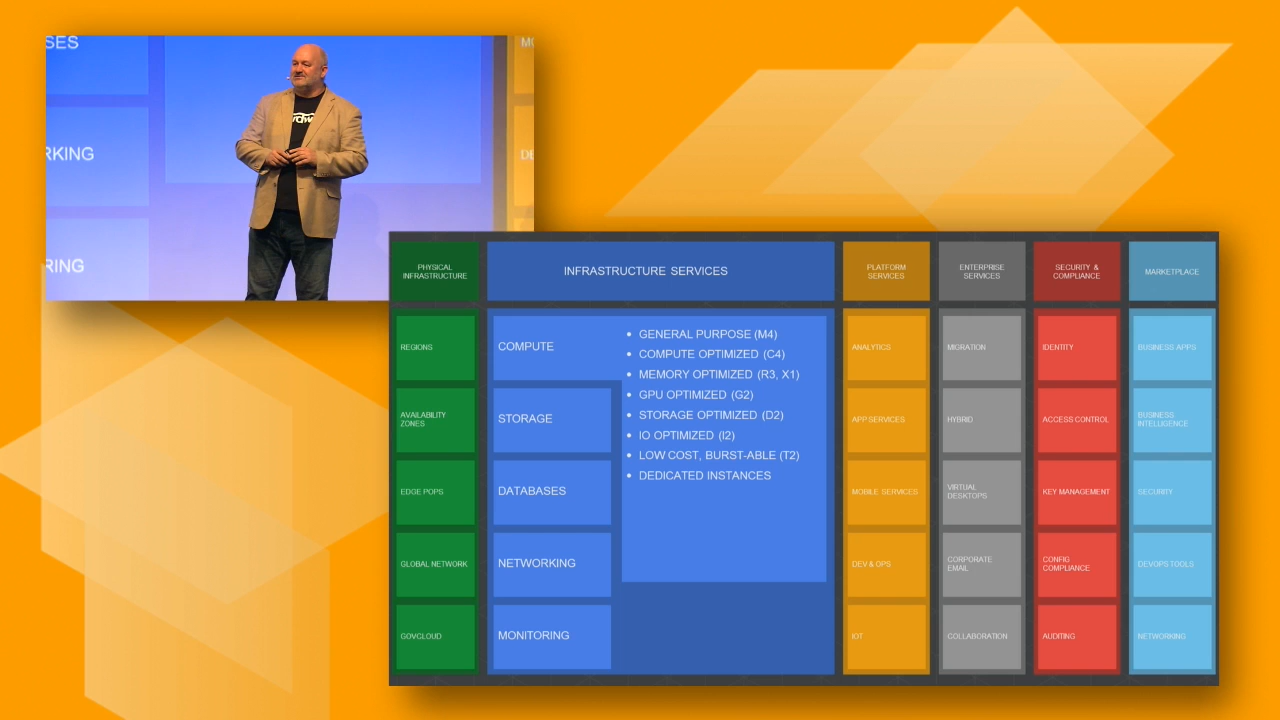 SES
RKING
RING
PHYSICAL
INFRASTRUCTURE
INFRASTRUCTURE SERVICES
PLATFORM
SERVICES
ENTERPRISE
SERVICES
SECURITY &
COMPLIANCE
MARKETPLACE
REGIONS
AVAILABILITY
ZONES
EDGE POPS
GLOBAL NETWORK
GOVCLOUD
COMPUTE
STORAGE
DATABASES
NETWORKING
MONITORING
• GENERAL PURPOSE (M4)
• COMPUTE OPTIMIZED (C4)
• MEMORY OPTIMIZED (R3, X1)
• GPU OPTIMIZED (G2)
• STORAGE OPTIMIZED (D2)
• IO OPTIMIZED (I2)
• LOW COST, BURST-ABLE (T2)
• DEDICATED INSTANCES
ANALYTICS
APP SERVICES
MOBILE SERVICES
DEV & OPS
IOT
MIGRATION
HYBRID
VIRTUAL
DESKTOPS
CORPORATE
EMAIL
COLLABORATION
IDENTITY
ACCESS CONTROL
KEY MANAGEMENT
CONFIG
COMPLIANCE
AUDITING
BUSINESS APPS
BUSINESS
INTELLIGENCE
SECURITY
DEVOPS TOOLS
NETWORKING